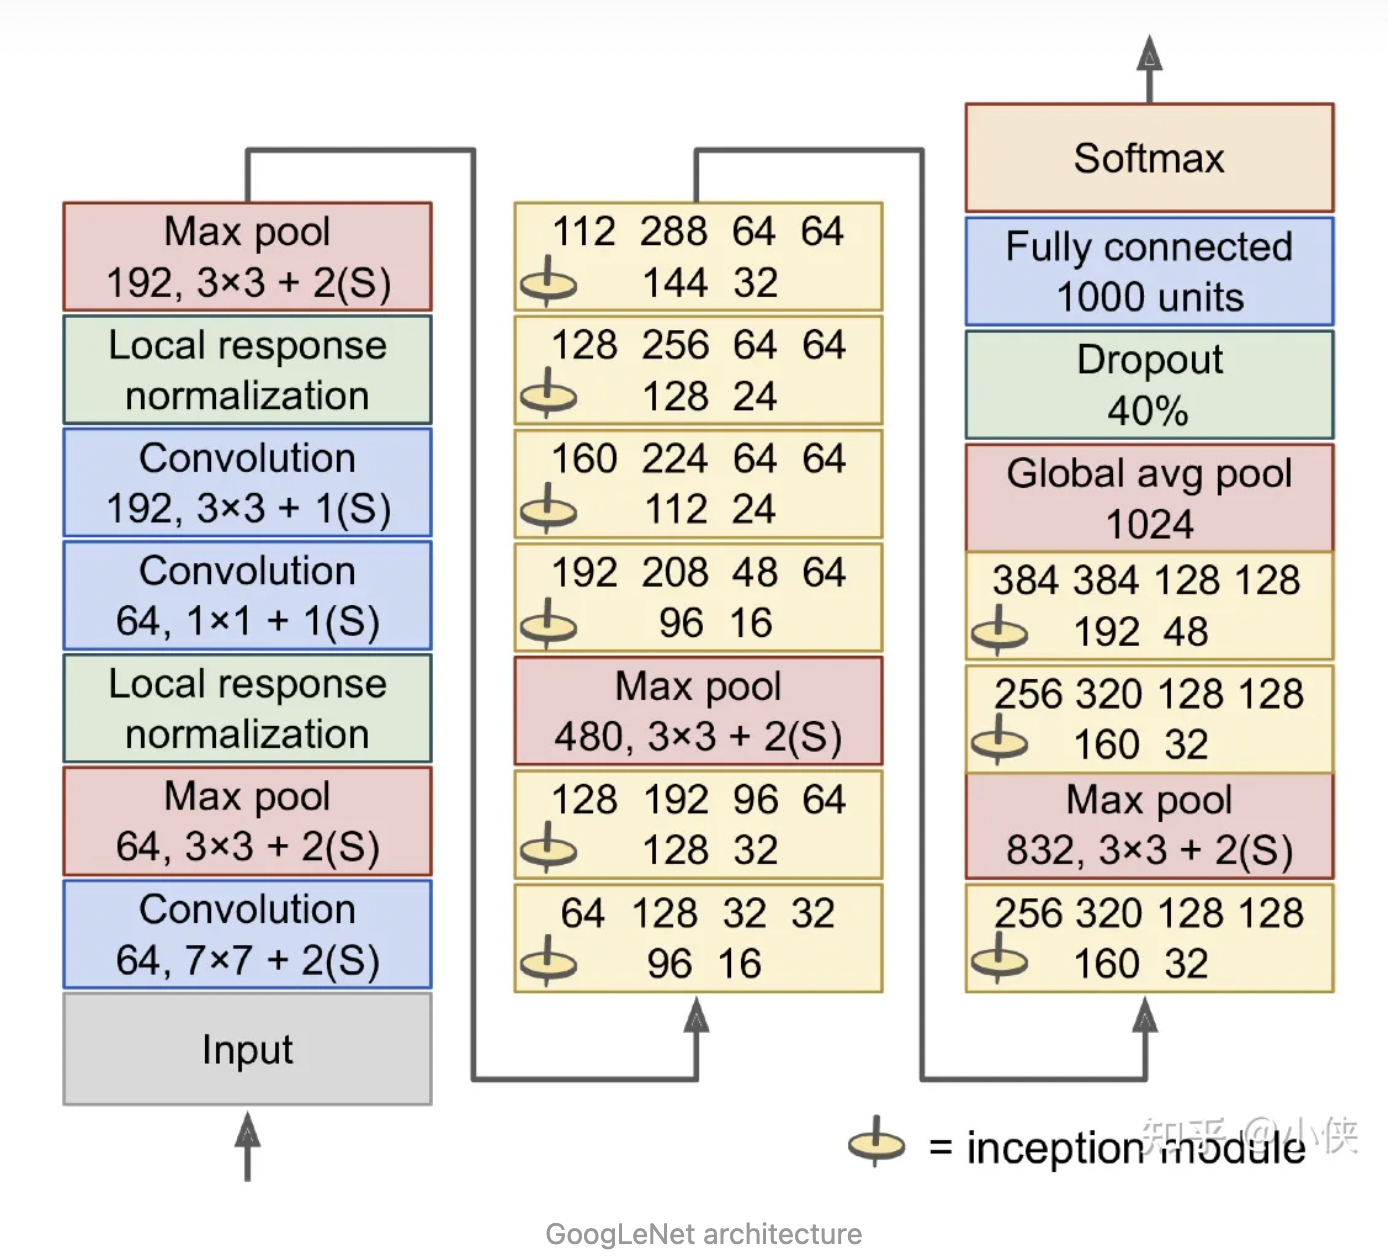 Max pool
192, 3×3 + 2(S)
Local response
normalization
Convolution
192, 3×3 + 1(S)
Convolution
64, 1×1 + 1(S)
Local response
normalization
Max pool
64, 3×3 + 2(S)
Convolution
64, 7×7 + 2(S)
Input
112 288 64 64
144 32
128 256 64 64
128 24
160 224 64 64
112 24
192 208 48 64
96 16
Max pool
480, 3×3 + 2(S)
128 192 96 64
128 32
64 128 32 32
96 16
Softmax
Fully connected
1000 units
Dropout
40%
Global avg pool
1024
384 384 128 128
192 48
256 320 128 128
160 32
Max pool
832, 3×3 + 2(S)
256 320 128 128
160 32
= inception module
知乎 @小侠
GoogLeNet architecture